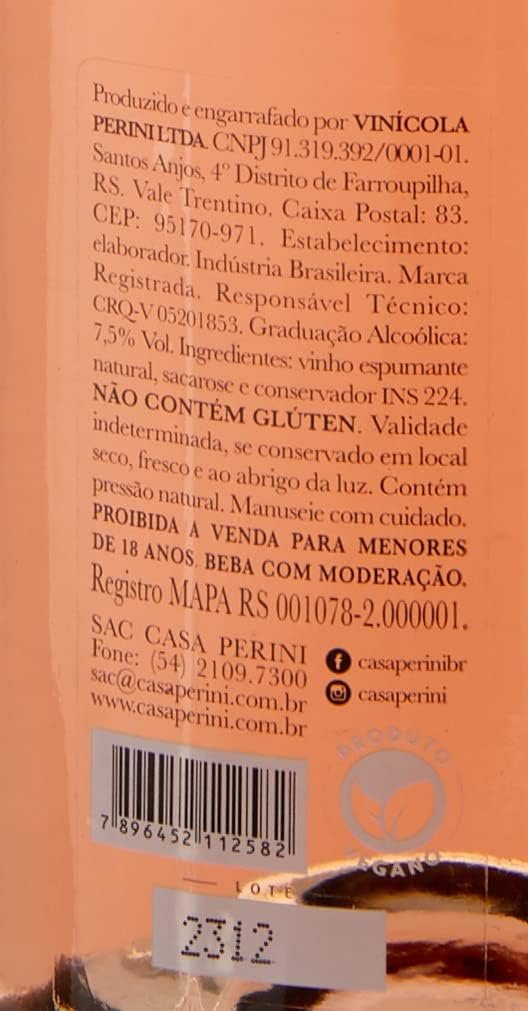 Produzido e engarrafado por VINÍCOLA
PERINI LTDA. CNPJ 91.319.392/0001-01.
Santos Anjos, 4º Distrito de Farroupilha,
RS. Vale Trentino. Caixa Postal: 83.
CEP: 95170-971. Estabelecimento:
elaborador. Indústria Brasileira. Marca
Registrada. Responsável Técnico:
CRQ-V 05201853. Graduação Alcoólica:
7,5% Vol. Ingredientes: vinho espumante
natural, sacarose e conservador INS 224.
NÃO CONTÉM GLÚTEN. Validade
indeterminada, se conservado em local
seco, fresco e ao abrigo da luz. Contém
pressão natural. Manuseie com cuidado.
PROIBIDA A VENDA PARA MENORES
DE 18 ANOS. BEBA COM MODERAÇÃO.
Registro MAPA RS 001078-2.000001.
SAC CASA PERINI
Fone: (54) 2109.7300
sac@casaperini.com.br
www.casaperini.com.br
casaperinibr
casaperini
PRODUTO
VEGANO
7 896452 112582
LOTE
2312